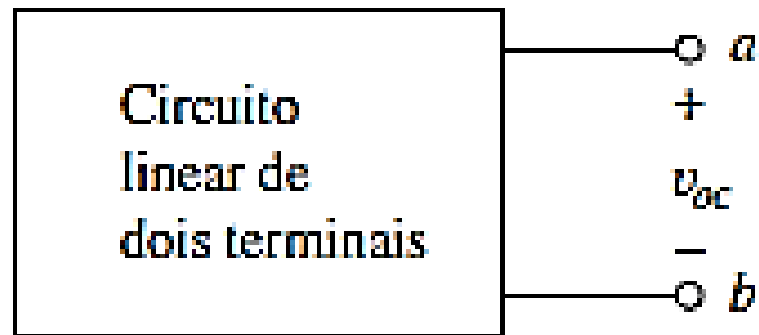 Circuito
linear de
dois terminais
a
+
v_oc
−
b